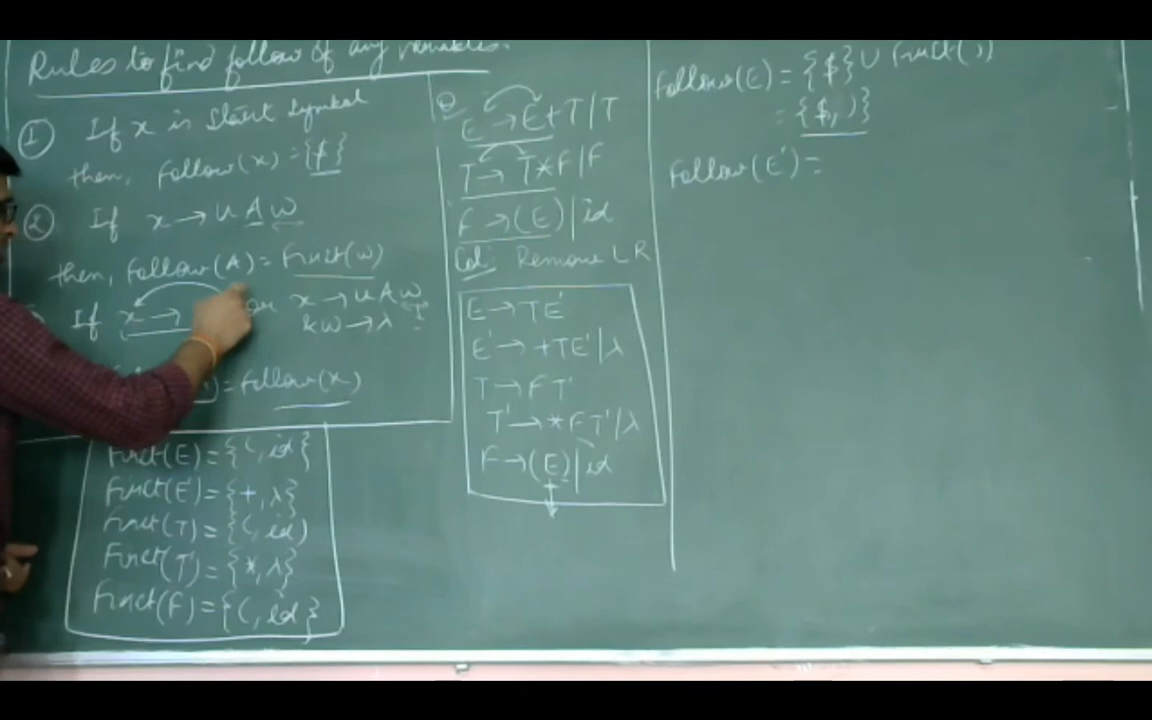 Rules to find follow of any variables.
① If x is start symbol
then, Follow(x) = {$}
② If x → u A w
then, Follow(A) = First(w)
If x → or x → u A w
& w → λ
= Follow(x)
First(E) = {(, id}
First(E') = {+, λ}
First(T) = {(, id)
First(T') = {*, λ}
First(F) = {(, id}
Q. E → E + T | T
T → T * F | F
F → (E) | id
Sol: Remove LR
E → T E'
E' → + T E' | λ
T → F T'
T' → * F T' | λ
F → (E) | id
Follow(E) = {$} ∪ First())
= {$, )}
Follow(E') =